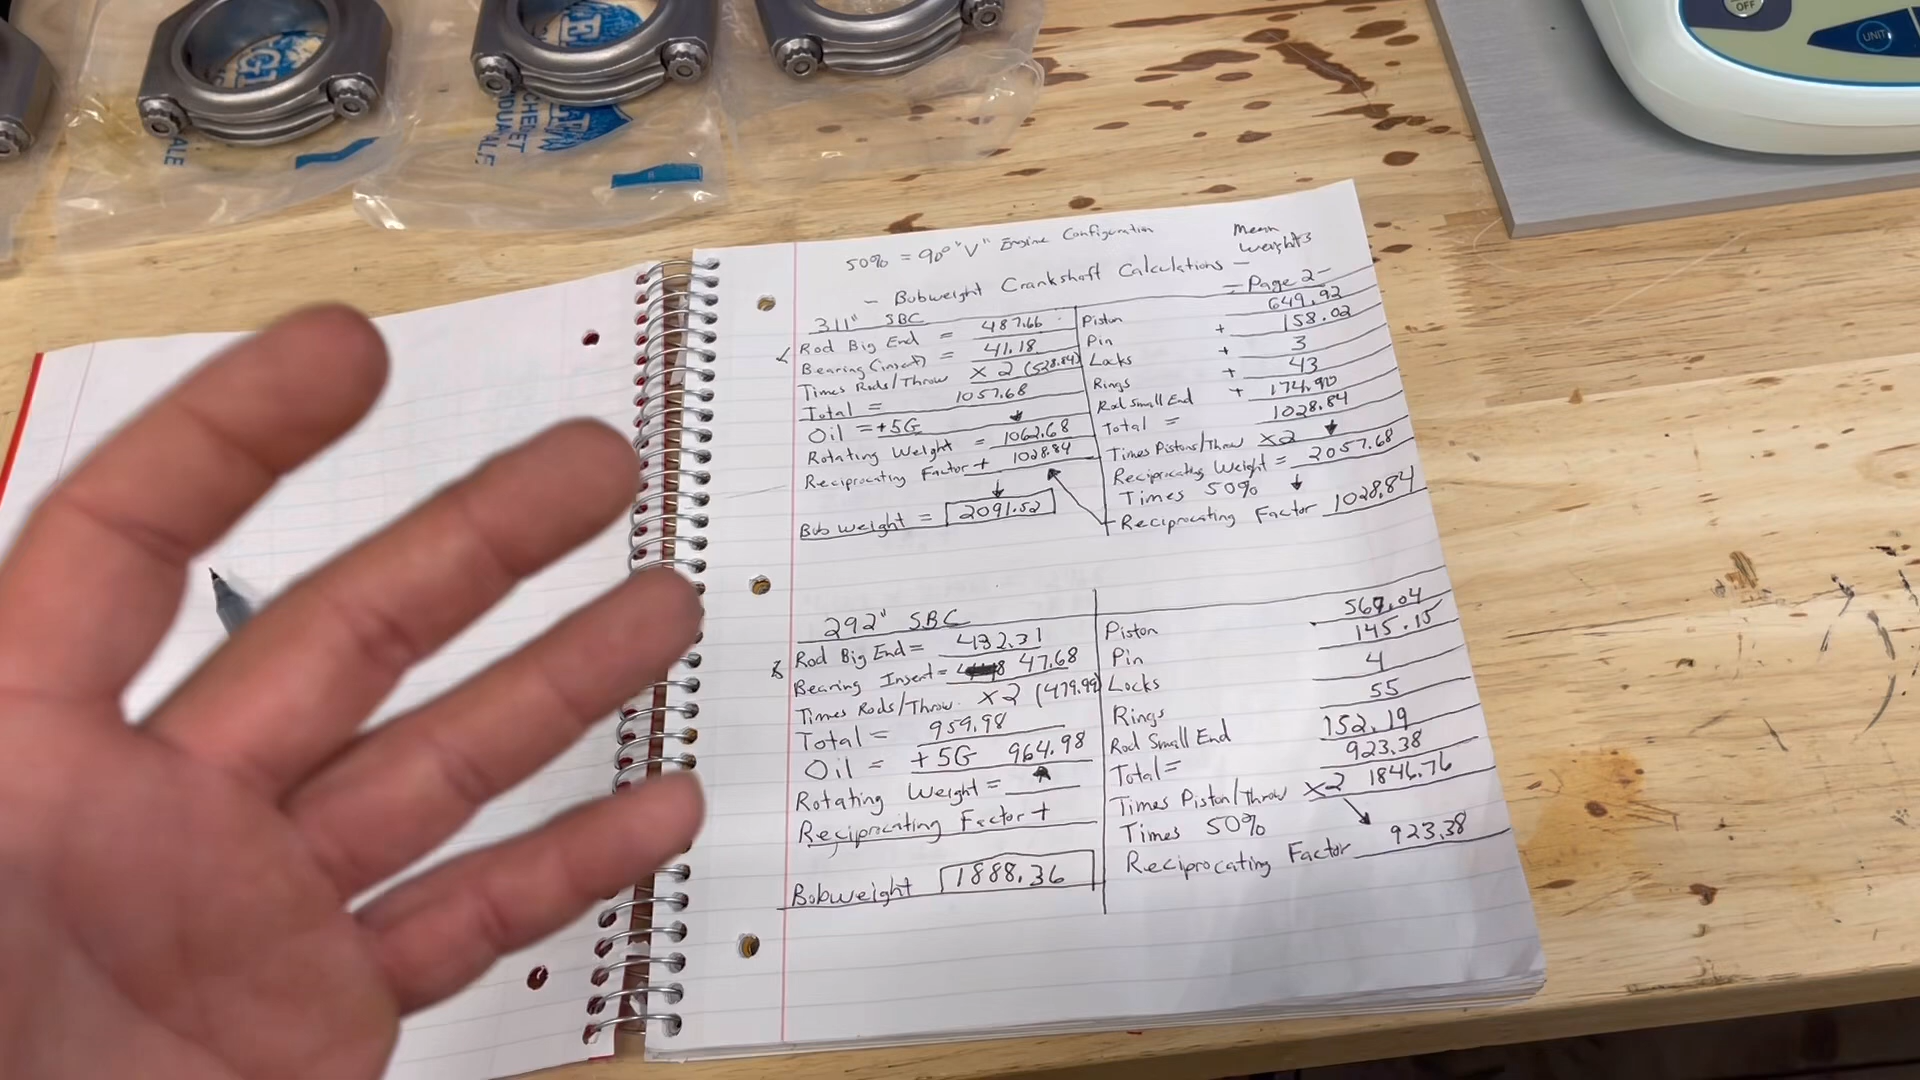 50% = 90° "V" Engine Configuration
Mean
weights
- Bobweight Crankshaft Calculations -
= Page 2 -
311" SBC
Rod Big End = 487.66
Bearing (insert) = 41.18
Times Rods/Throw X 2 (528.84)
Total = 1057.68
Oil = +5G
Rotating Weight = 1062.68
Reciprocating Factor + 1028.84
Bob weight = 2091.52
Piston 649.92
Pin + 158.02
Locks + 3
Rings + 43
Rod Small End + 174.90
Total = 1028.84
Times Pistons/Throw X2
Reciprocating Weight = 2057.68
Times 50%
Reciprocating Factor 1028.84
292" SBC
Rod Big End = 432.31
Bearing Insert = 47.68
Times Rods/Throw X2 (479.99)
Total = 959.98
Oil = +5G 964.98
Rotating Weight =
Reciprocating Factor +
Bobweight 1888.36
Piston 567.04
Pin 145.15
Locks 4
Rings 55
Rod Small End 152.19
Total = 923.38
Times Piston/Throw X2 1846.76
Times 50%
Reciprocating Factor 923.38
OFF
UNIT